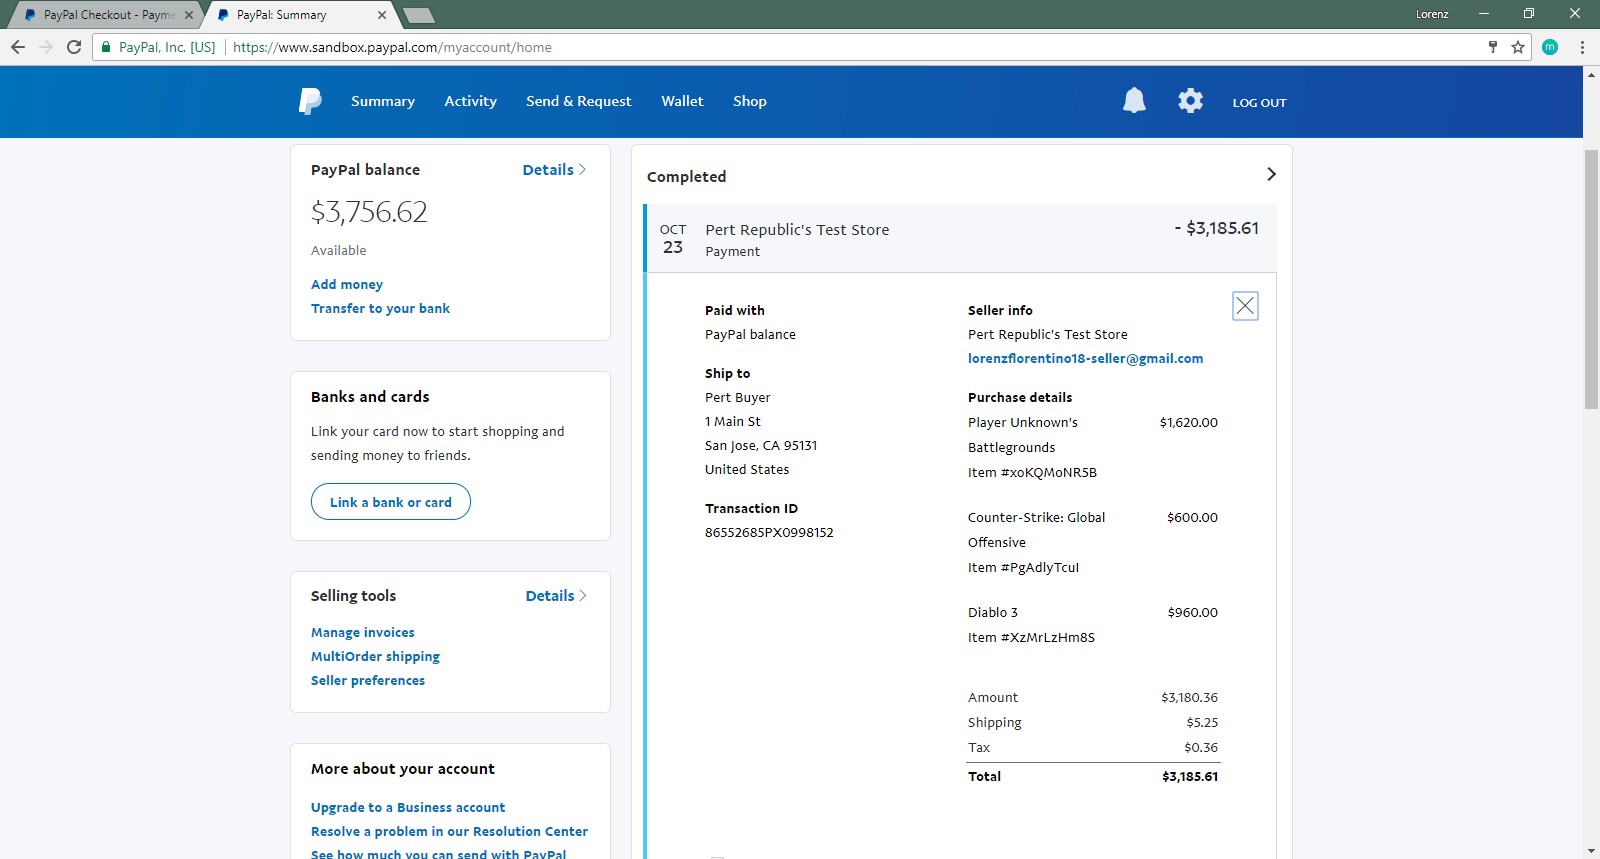 PayPal Checkout - Payme
PayPal: Summary
Lorenz
PayPal, Inc. [US]
https://www.sandbox.paypal.com/myaccount/home
m
Summary
Activity
Send & Request
Wallet
Shop
LOG OUT
PayPal balance
Details
$3,756.62
Available
Add money
Transfer to your bank
Banks and cards
Link your card now to start shopping and
sending money to friends.
Link a bank or card
Selling tools
Details
Manage invoices
MultiOrder shipping
Seller preferences
More about your account
Upgrade to a Business account
Resolve a problem in our Resolution Center
See how much you can send with PayPal
Completed
OCT
23
Pert Republic's Test Store
Payment
- $3,185.61
Paid with
PayPal balance
Ship to
Pert Buyer
1 Main St
San Jose, CA 95131
United States
Transaction ID
86552685PX0998152
Seller info
Pert Republic's Test Store
lorenzflorentino18-seller@gmail.com
Purchase details
Player Unknown's $1,620.00
Battlegrounds
Item #xoKQMoNR5B
Counter-Strike: Global $600.00
Offensive
Item #PgAdlyTcuI
Diablo 3 $960.00
Item #XzMrLzHm8S
Amount $3,180.36
Shipping $5.25
Tax $0.36
Total $3,185.61